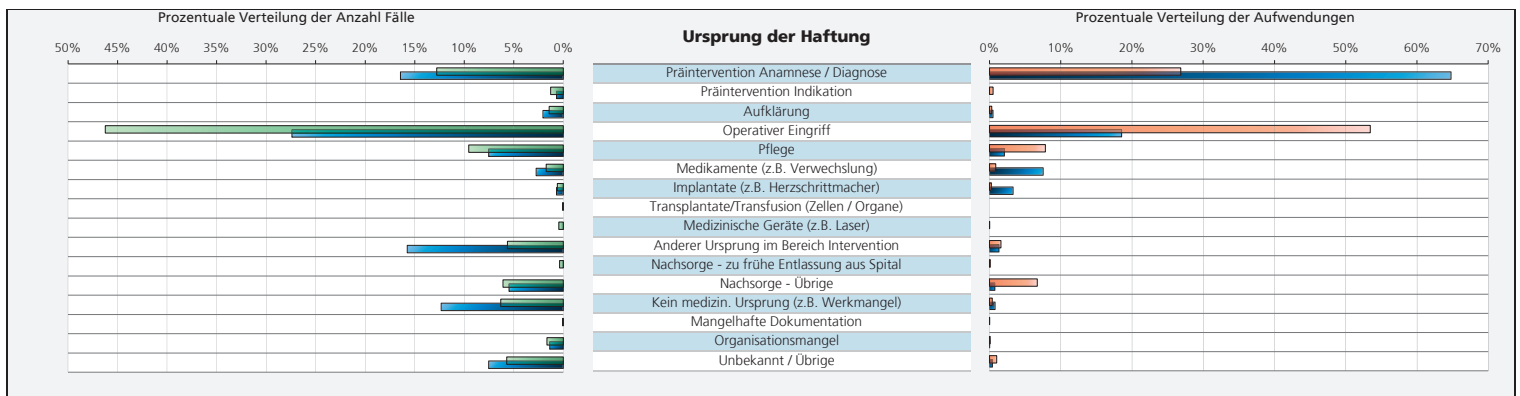 Prozentuale Verteilung der Anzahl Fälle
Prozentuale Verteilung der Aufwendungen
Ursprung der Haftung
50% 45% 40% 35% 30% 25% 20% 15% 10% 5% 0%
0% 10% 20% 30% 40% 50% 60% 70%
Präintervention Anamnese / Diagnose
Präintervention Indikation
Aufklärung
Operativer Eingriff
Pflege
Medikamente (z.B. Verwechslung)
Implantate (z.B. Herzschrittmacher)
Transplantate/Transfusion (Zellen / Organe)
Medizinische Geräte (z.B. Laser)
Anderer Ursprung im Bereich Intervention
Nachsorge - zu frühe Entlassung aus Spital
Nachsorge - Übrige
Kein medizin. Ursprung (z.B. Werkmangel)
Mangelhafte Dokumentation
Organisationsmangel
Unbekannt / Übrige